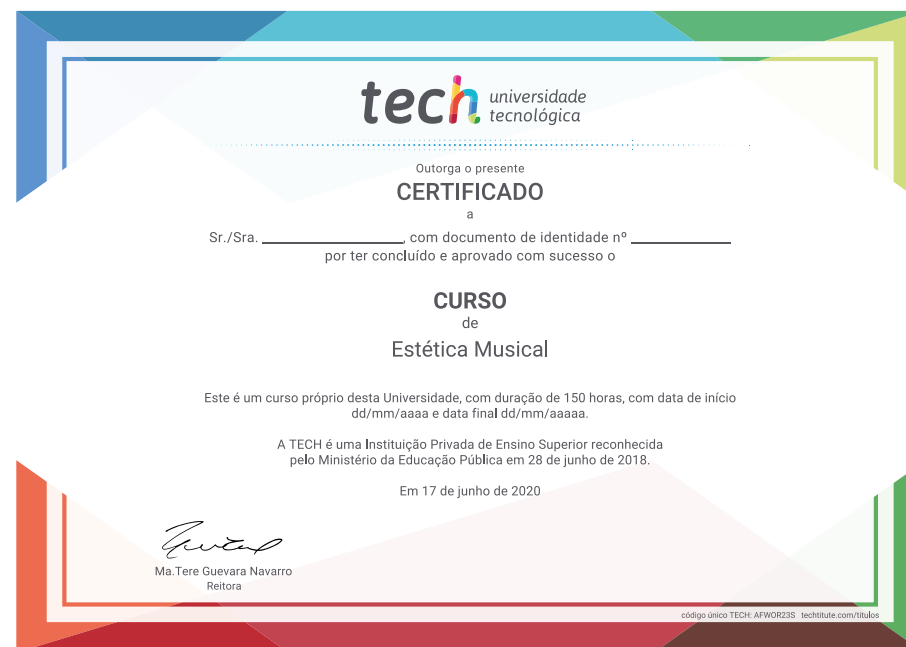 tech universidade
tecnológica
Outorga o presente
CERTIFICADO
a
Sr./Sra. ________________, com documento de identidade nº ____________
por ter concluído e aprovado com sucesso o
CURSO
de
Estética Musical
Este é um curso próprio desta Universidade, com duração de 150 horas, com data de início
dd/mm/aaaa e data final dd/mm/aaaaa.
A TECH é uma Instituição Privada de Ensino Superior reconhecida
pelo Ministério da Educação Pública em 28 de junho de 2018.
Em 17 de junho de 2020
Ma.Tere Guevara Navarro
Reitora
código único TECH: AFWOR23S techtitute.com/titulos